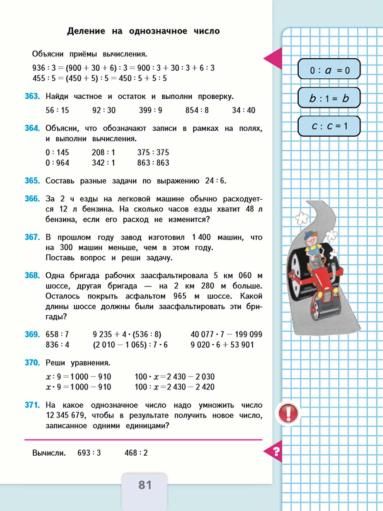 Деление на однозначное число
Объясни приёмы вычисления.
936 : 3 = (900 + 30 + 6) : 3 = 900 : 3 + 30 : 3 + 6 : 3
455 : 5 = (450 + 5) : 5 = 450 : 5 + 5 : 5
363. Найди частное и остаток и выполни проверку.
56 : 15 92 : 30 399 : 9 854 : 8 34 : 40
364. Объясни, что обозначают записи в рамках на полях,
и выполни вычисления.
0 : 145 208 : 1 375 : 375
0 : 964 342 : 1 863 : 863
365. Составь разные задачи по выражению 24 : 6.
366. За 2 ч езды на легковой машине обычно расходует-
ся 12 л бензина. На сколько часов езды хватит 48 л
бензина, если его расход не изменится?
367. В прошлом году завод изготовил 1 400 машин, что
на 300 машин меньше, чем в этом году.
Поставь вопрос и реши задачу.
368. Одна бригада рабочих заасфальтировала 5 км 060 м
шоссе, другая бригада — на 2 км 280 м больше.
Осталось покрыть асфальтом 965 м шоссе. Какой
длины шоссе должны были заасфальтировать эти бри-
гады?
369. 658 : 7 9 235 + 4 · (536 : 8) 40 077 · 7 − 199 099
836 : 4 (2 010 − 1 065) : 7 · 6 9 020 · 6 + 53 901
370. Реши уравнения.
x : 9 = 1 000 − 910 100 · x = 2 430 − 2 030
x · 9 = 1 000 − 910 100 : x = 2 430 − 2 420
371. На какое однозначное число надо умножить число
12 345 679, чтобы в результате получить новое число,
записанное одними единицами?
Вычисли. 693 : 3 468 : 2
81
0 : a = 0
b : 1 = b
c : c = 1
!
?